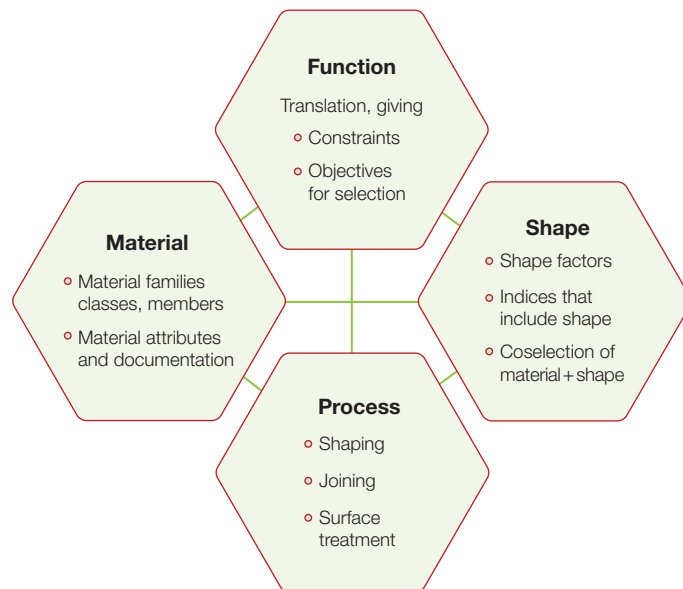 Function
Translation, giving
Constraints
Objectives
for selection
Material
Material families
classes, members
Material attributes
and documentation
Shape
Shape factors
Indices that
include shape
Coselection of
material+shape
Process
Shaping
Joining
Surface
treatment